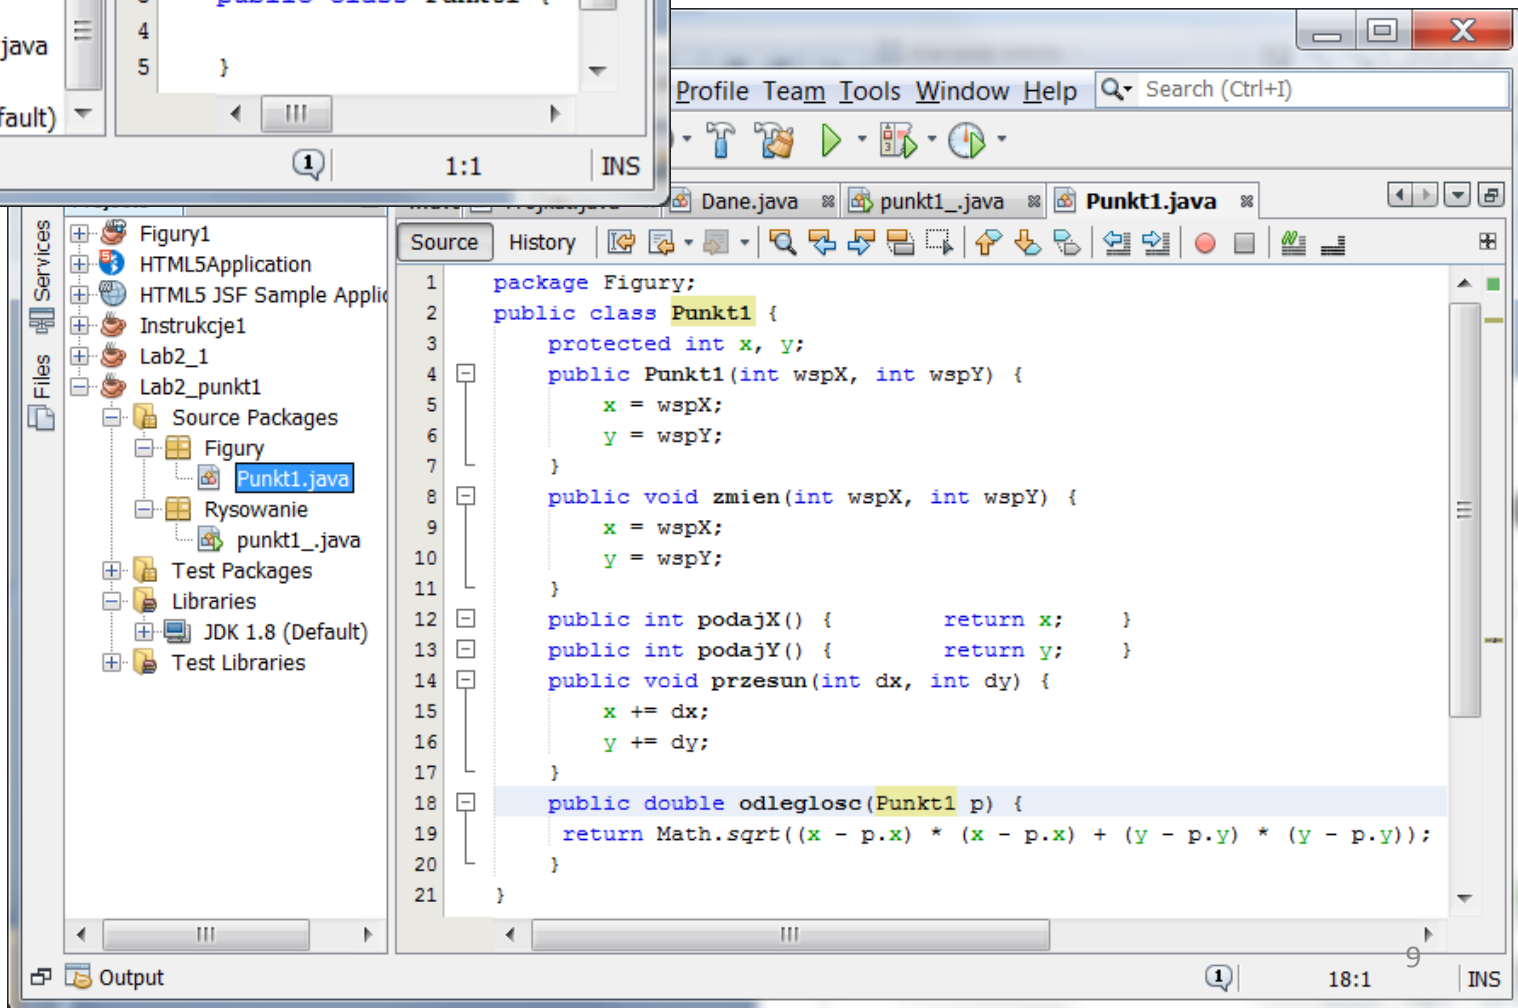 3 public class Punkt1 {
java
4
5 }
fault)
1 1:1 INS
Profile Team Tools Window Help Search (Ctrl+I)
Dane.java punkt1_.java Punkt1.java
Services
Files
Figury1
HTML5Application
HTML5 JSF Sample Applic
Instrukcje1
Lab2_1
Lab2_punkt1
Source Packages
Figury
Punkt1.java
Rysowanie
punkt1_.java
Test Packages
Libraries
JDK 1.8 (Default)
Test Libraries
Source History
1 package Figury;
2 public class Punkt1 {
3 protected int x, y;
4 public Punkt1(int wspX, int wspY) {
5 x = wspX;
6 y = wspY;
7 }
8 public void zmien(int wspX, int wspY) {
9 x = wspX;
10 y = wspY;
11 }
12 public int podajX() { return x; }
13 public int podajY() { return y; }
14 public void przesun(int dx, int dy) {
15 x += dx;
16 y += dy;
17 }
18 public double odleglosc(Punkt1 p) {
19 return Math.sqrt((x - p.x) * (x - p.x) + (y - p.y) * (y - p.y));
20 }
21 }
9
Output
1 18:1 INS